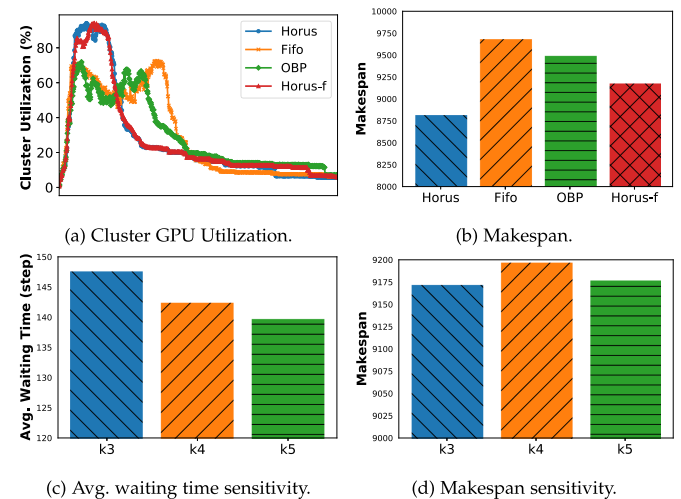 Cluster Utilization (%)
80
60
40
20
0
Horus
Fifo
OBP
Horus-f
(a) Cluster GPU Utilization.
Makespan
10000
9750
9500
9250
9000
8750
8500
8250
8000
Horus Fifo OBP Horus-f
(b) Makespan.
Avg. Waiting Time (step)
150
145
140
135
130
125
120
k3 k4 k5
(c) Avg. waiting time sensitivity.
Makespan
9200
9175
9150
9125
9100
9075
9050
9025
9000
k3 k4 k5
(d) Makespan sensitivity.